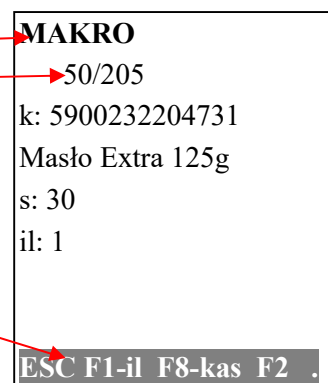 MAKRO
50/205
k: 5900232204731
Masło Extra 125g
s: 30
il: 1
ESC F1-il F8-kas F2 .